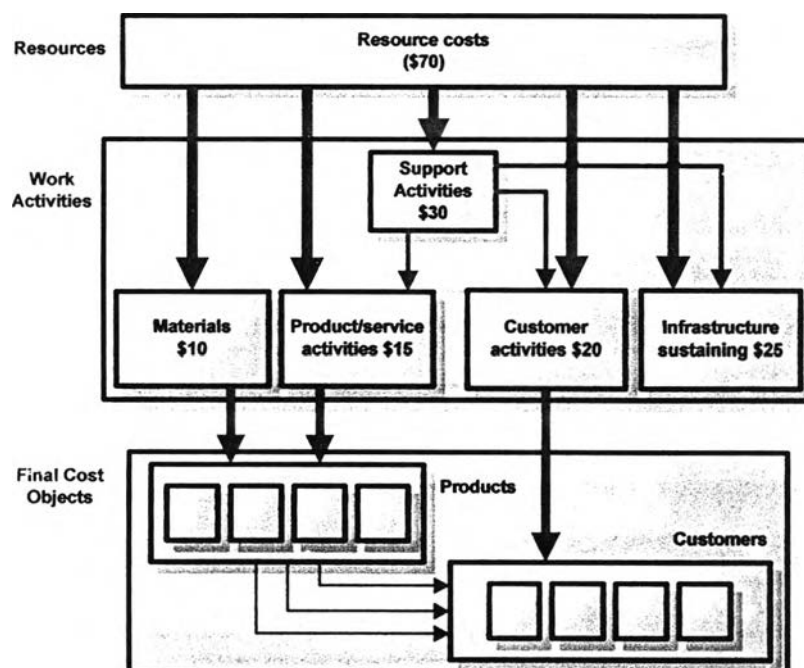 Resources
Resource costs
($70)
Work
Activities
Support
Activities
$30
Materials
$10
Product/service
activities $15
Customer
activities $20
Infrastructure
sustaining $25
Final Cost
Objects
Products
Customers